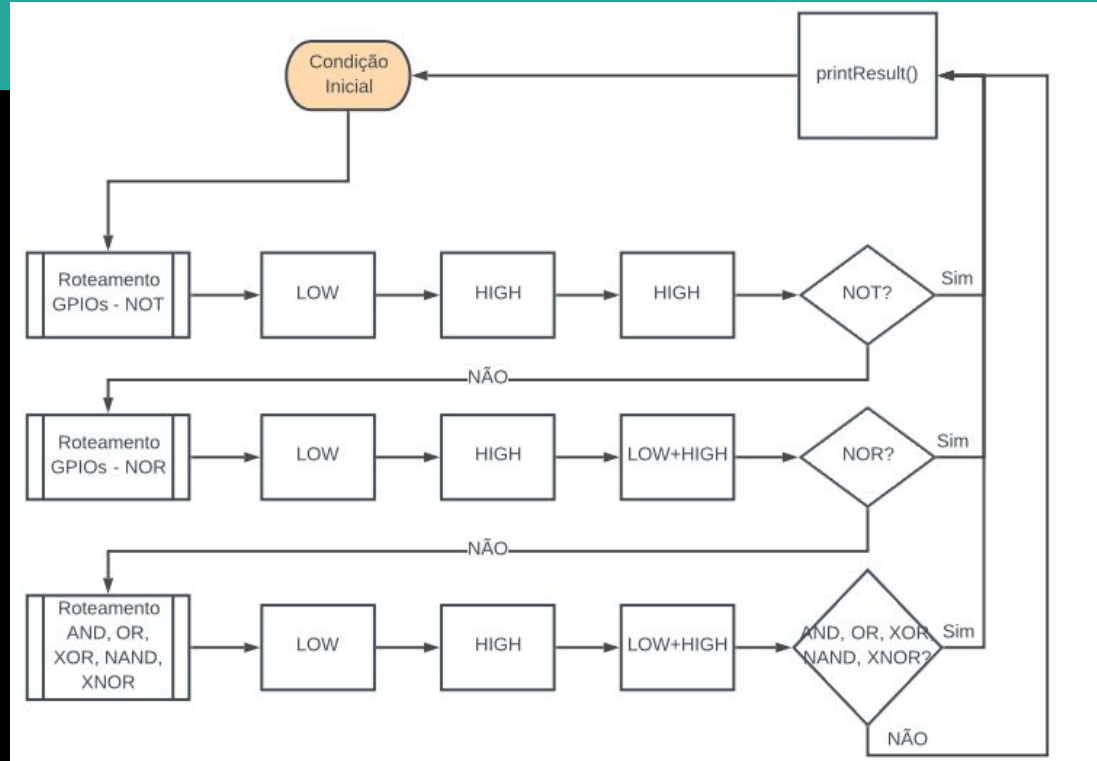 Condição
Inicial
printResult()
Roteamento
GPIOs - NOT
LOW
HIGH
HIGH
NOT?
Sim
NÃO
Roteamento
GPIOs - NOR
LOW
HIGH
LOW+HIGH
NOR?
Sim
NÃO
Roteamento
AND, OR,
XOR, NAND,
XNOR
LOW
HIGH
LOW+HIGH
AND, OR, XOR,
NAND, XNOR?
Sim
NÃO